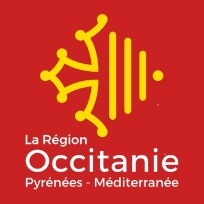 La Région
Occitanie
Pyrénées - Méditerranée